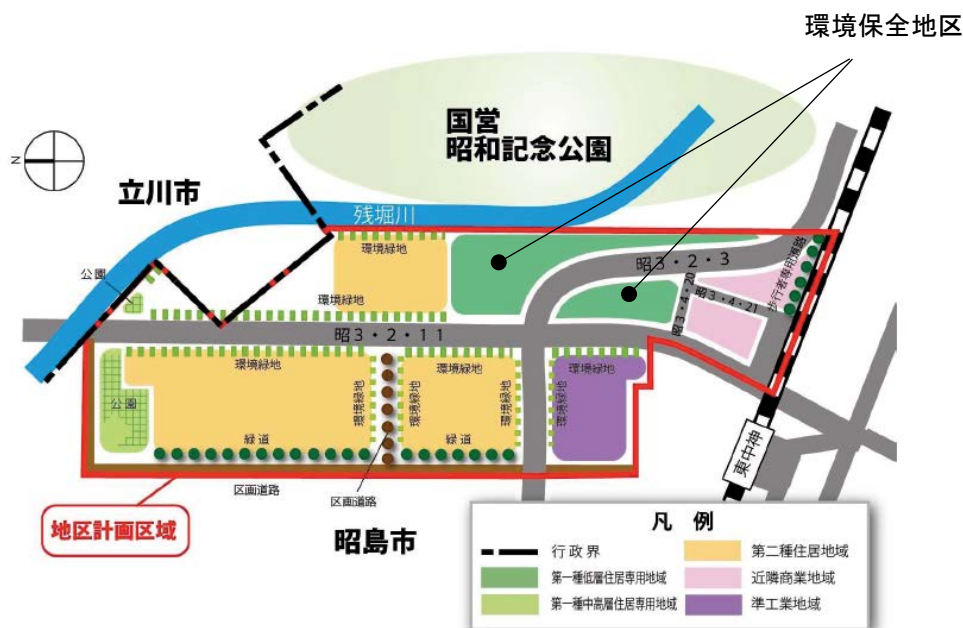 環境保全地区
国営
昭和記念公園
N
立川市
残堀川
環境緑地
昭3・2・3
歩行者専用道路
公園
環境緑地
昭3・4・20
昭3・4・21
昭3・2・11
環境緑地
環境緑地
環境緑地
公園
環境緑地
環境緑地
環境緑地
環境緑地
緑道
緑道
東中神
区画道路
区画道路
地区計画区域
昭島市
凡 例
行政界
第二種住居地域
第一種低層住居専用地域
近隣商業地域
第一種中高層住居専用地域
準工業地域